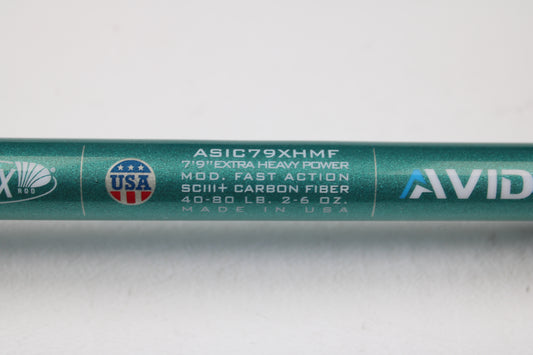 X
ROD
USA
ASIC79XHMF
7'9" EXTRA HEAVY POWER
MOD. FAST ACTION
SCIII+ CARBON FIBER
40-80 LB. 2-6 OZ.
MADE IN USA
AVID